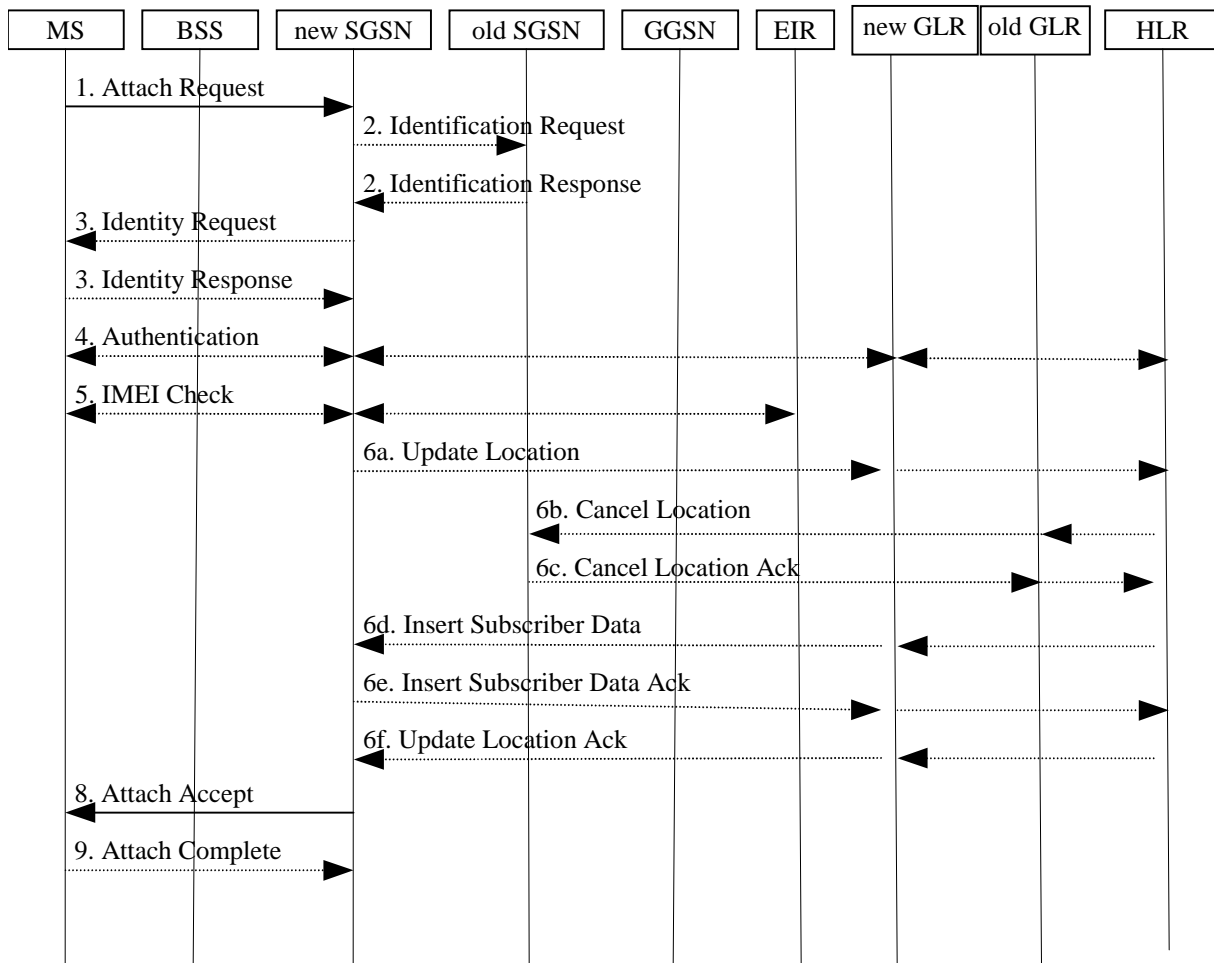 MS BSS new SGSN old SGSN GGSN EIR new GLR old GLR HLR
1. Attach Request
2. Identification Request
2. Identification Response
3. Identity Request
3. Identity Response
4. Authentication
5. IMEI Check
6a. Update Location
6b. Cancel Location
6c. Cancel Location Ack
6d. Insert Subscriber Data
6e. Insert Subscriber Data Ack
6f. Update Location Ack
8. Attach Accept
9. Attach Complete